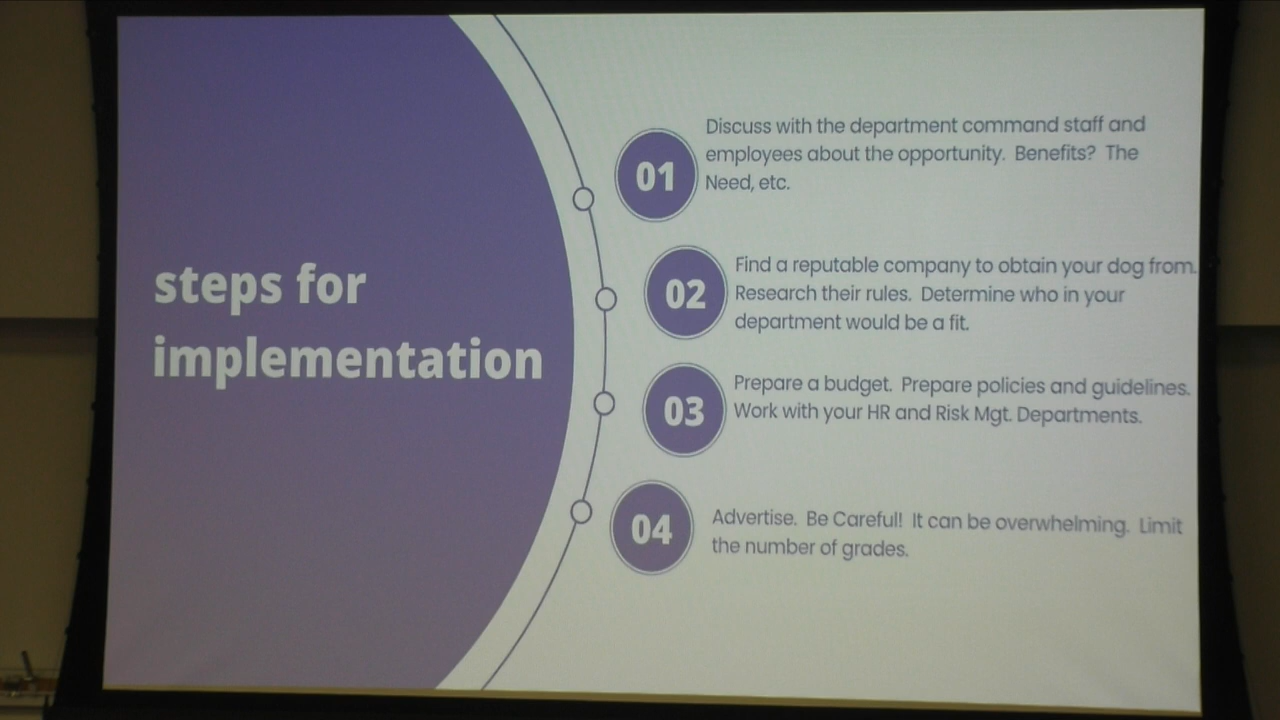 steps for
implementation
01
Discuss with the department command staff and
employees about the opportunity. Benefits? The
Need, etc.
02
Find a reputable company to obtain your dog from.
Research their rules. Determine who in your
department would be a fit.
03
Prepare a budget. Prepare policies and guidelines.
Work with your HR and Risk Mgt. Departments.
04
Advertise. Be Careful! It can be overwhelming. Limit
the number of grades.